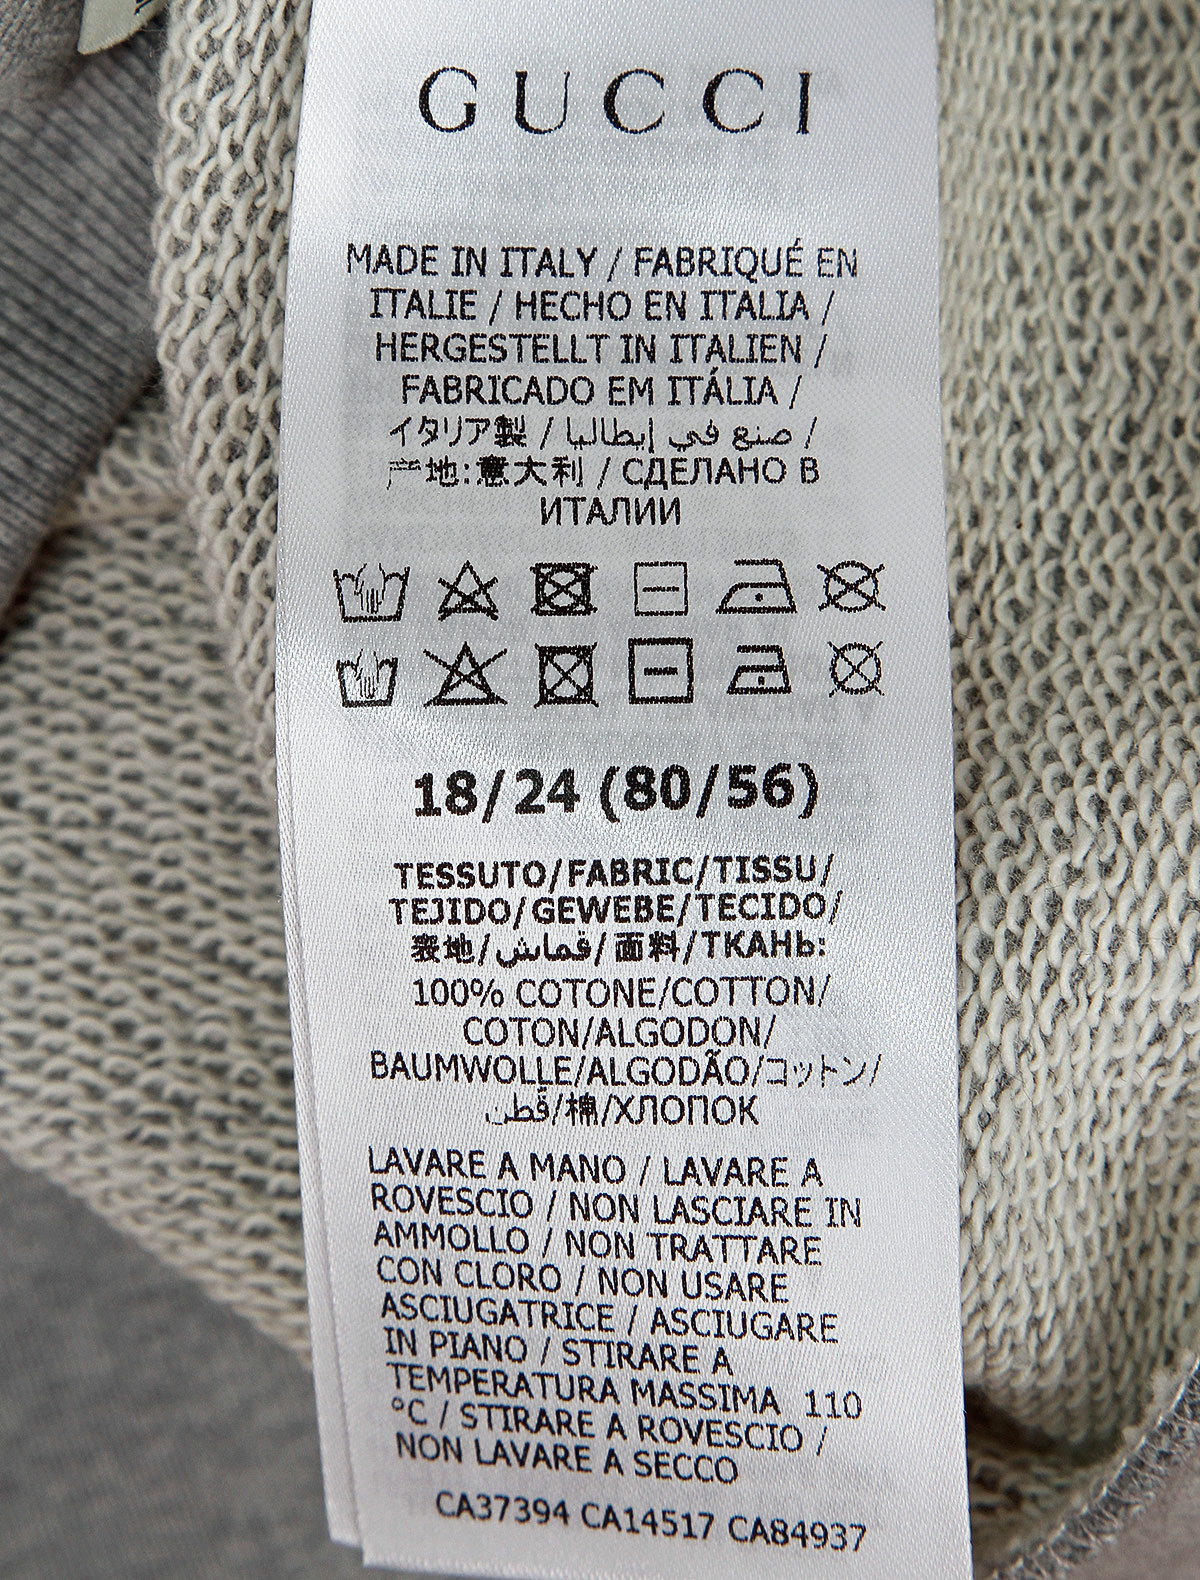 GUCCI
MADE IN ITALY / FABRIQUÉ EN
ITALIE / HECHO EN ITALIA /
HERGESTELLT IN ITALIEN /
FABRICADO EM ITÁLIA /
イタリア製 / صنع في إيطاليا /
产地:意大利 / СДЕЛАНО В
ИТАЛИИ
18/24 (80/56)
TESSUTO/FABRIC/TISSU/
TEJIDO/GEWEBE/TECIDO/
表地/قماش/面料/ТКАНЬ:
100% COTONE/COTTON/
COTON/ALGODON/
BAUMWOLLE/ALGODÃO/コットン/
قُطن/棉/ХЛОПОК
LAVARE A MANO / LAVARE A
ROVESCIO / NON LASCIARE IN
AMMOLLO / NON TRATTARE
CON CLORO / NON USARE
ASCIUGATRICE / ASCIUGARE
IN PIANO / STIRARE A
TEMPERATURA MASSIMA 110
°C / STIRARE A ROVESCIO /
NON LAVARE A SECCO
CA37394 CA14517 CA84937